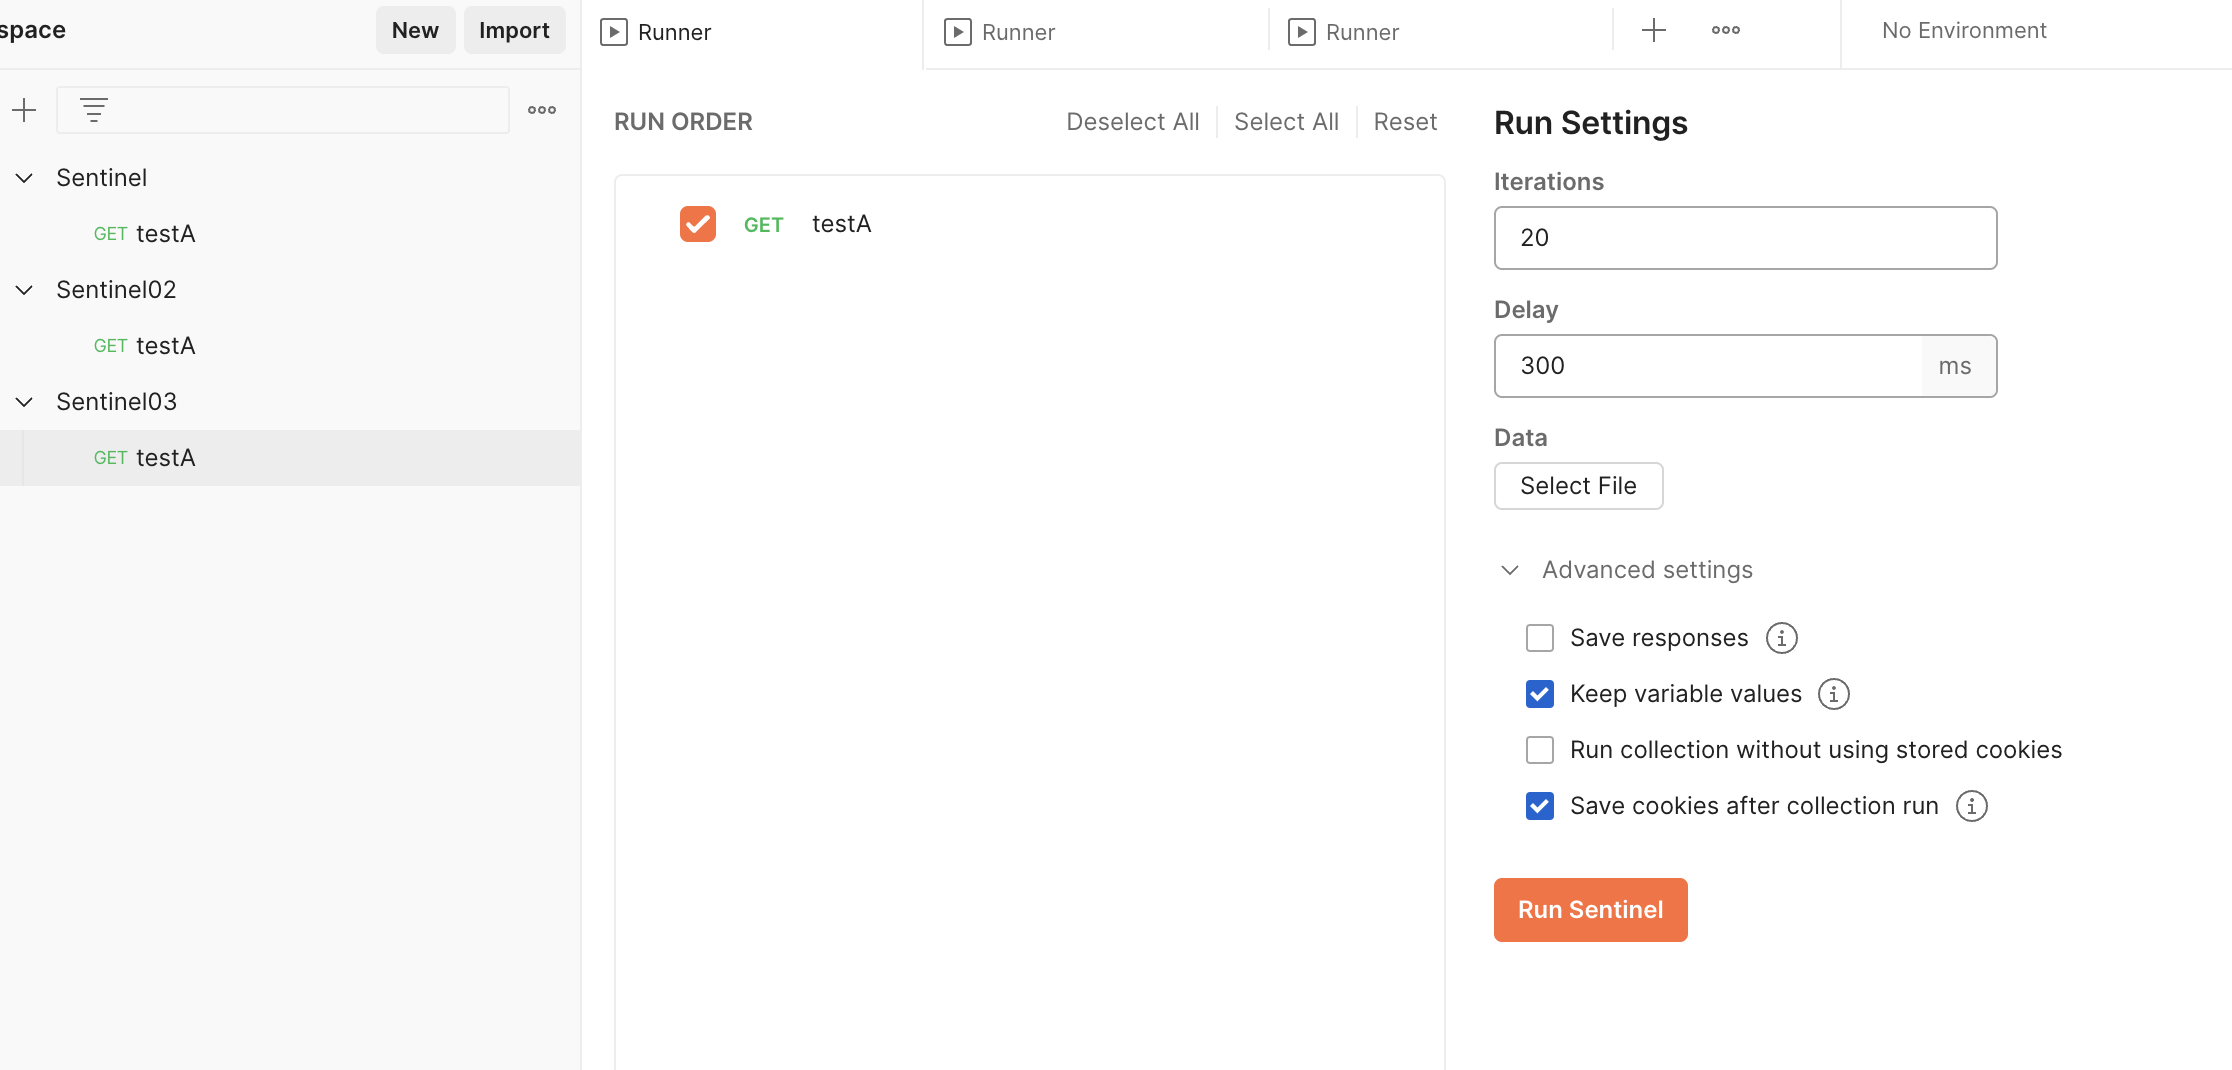 space
New
Import
Runner
Runner
Runner
No Environment
Sentinel
GET testA
Sentinel02
GET testA
Sentinel03
GET testA
RUN ORDER
Deselect All
Select All
Reset
GET testA
Run Settings
Iterations
20
Delay
300
ms
Data
Select File
Advanced settings
Save responses
Keep variable values
Run collection without using stored cookies
Save cookies after collection run
Run Sentinel